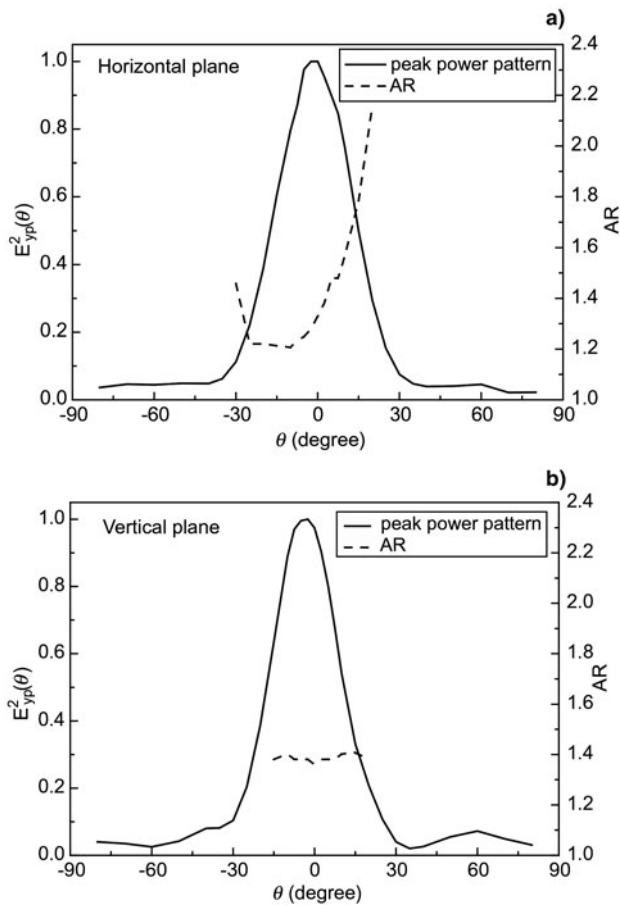 a)
Horizontal plane
peak power pattern
AR
1.0
0.8
0.6
0.4
0.2
0.0
E²yp(θ)
2.4
2.2
2.0
1.8
1.6
1.4
1.2
1.0
AR
-90 -60 -30 0 30 60 90
θ (degree)
b)
Vertical plane
peak power pattern
AR
1.0
0.8
0.6
0.4
0.2
0.0
E²yp(θ)
2.4
2.2
2.0
1.8
1.6
1.4
1.2
1.0
AR
-90 -60 -30 0 30 60 90
θ (degree)